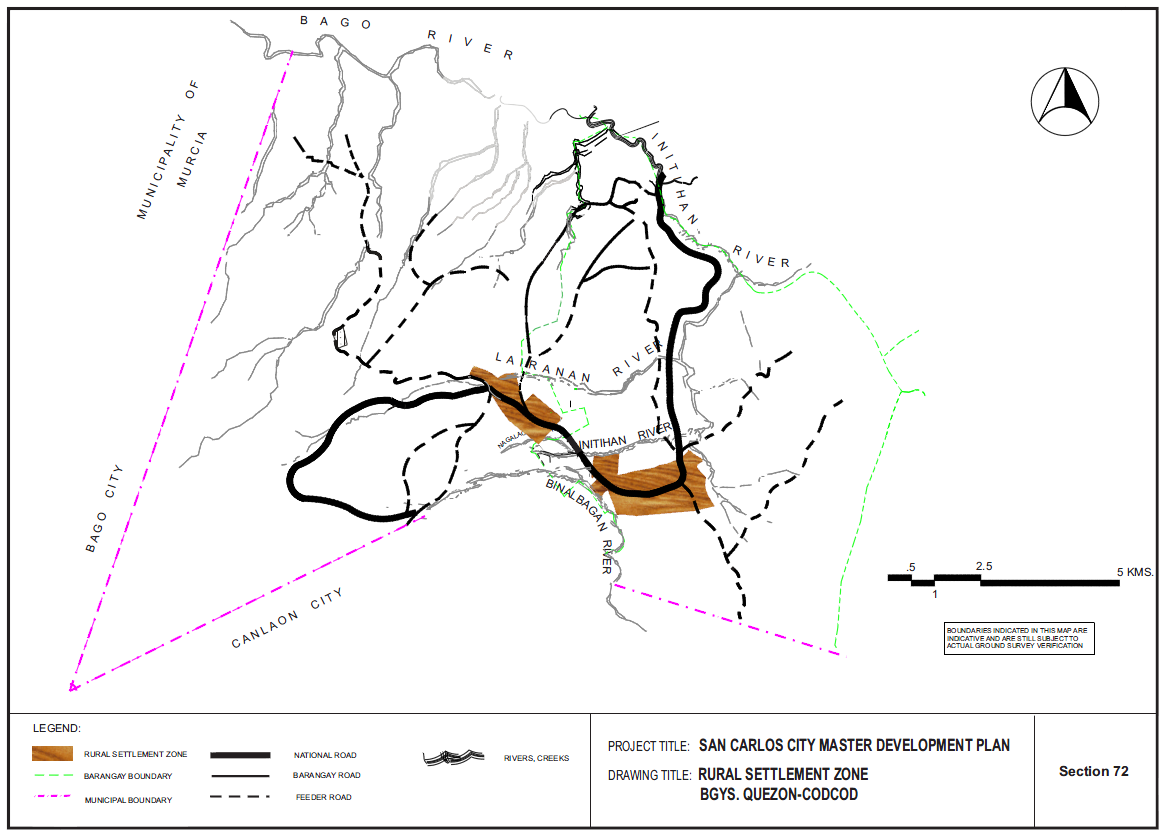 BAGO
RIVER
MUNICIPALITY OF
MURCIA
INITIHAN
RIVER
LATRANAN RIVER
INITIHAN RIVER
BINALBAGAN RIVER
BAGO CITY
CANLAON CITY
.5
2.5
5 KMS.
1
BOUNDARIES INDICATED IN THIS MAP ARE
INDICATIVE AND ARE STILL SUBJECT TO
ACTUAL GROUND SURVEY VERIFICATION
LEGEND:
RURAL SETTLEMENT ZONE
BARANGAY BOUNDARY
MUNICIPAL BOUNDARY
NATIONAL ROAD
BARANGAY ROAD
FEEDER ROAD
RIVERS, CREEKS
PROJECT TITLE: SAN CARLOS CITY MASTER DEVELOPMENT PLAN
DRAWING TITLE: RURAL SETTLEMENT ZONE
BGYS. QUEZON-CODCOD
Section 72